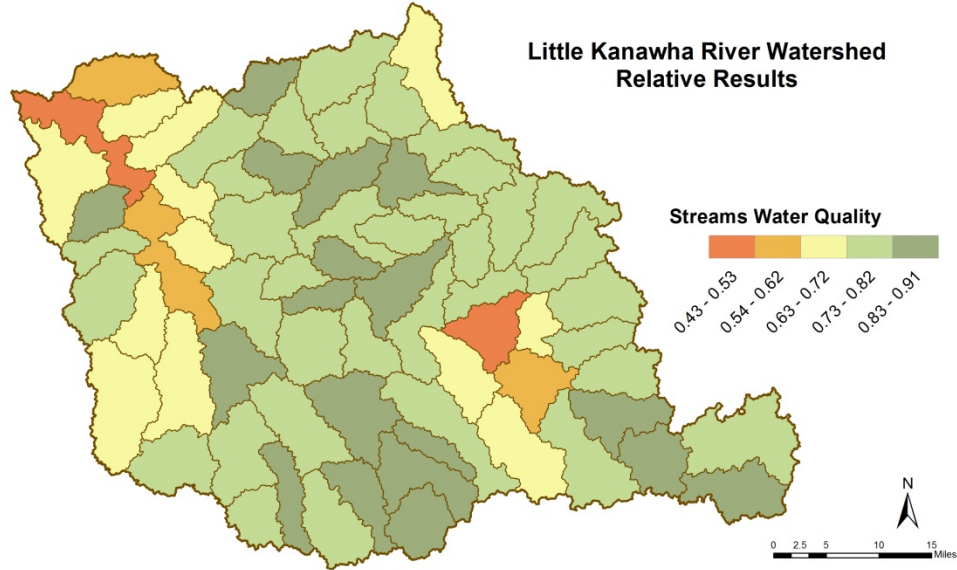 Little Kanawha River Watershed
Relative Results
Streams Water Quality
0.43 - 0.53
0.54 - 0.62
0.63 - 0.72
0.73 - 0.82
0.83 - 0.91
N
0 2.5 5 10 15
Miles